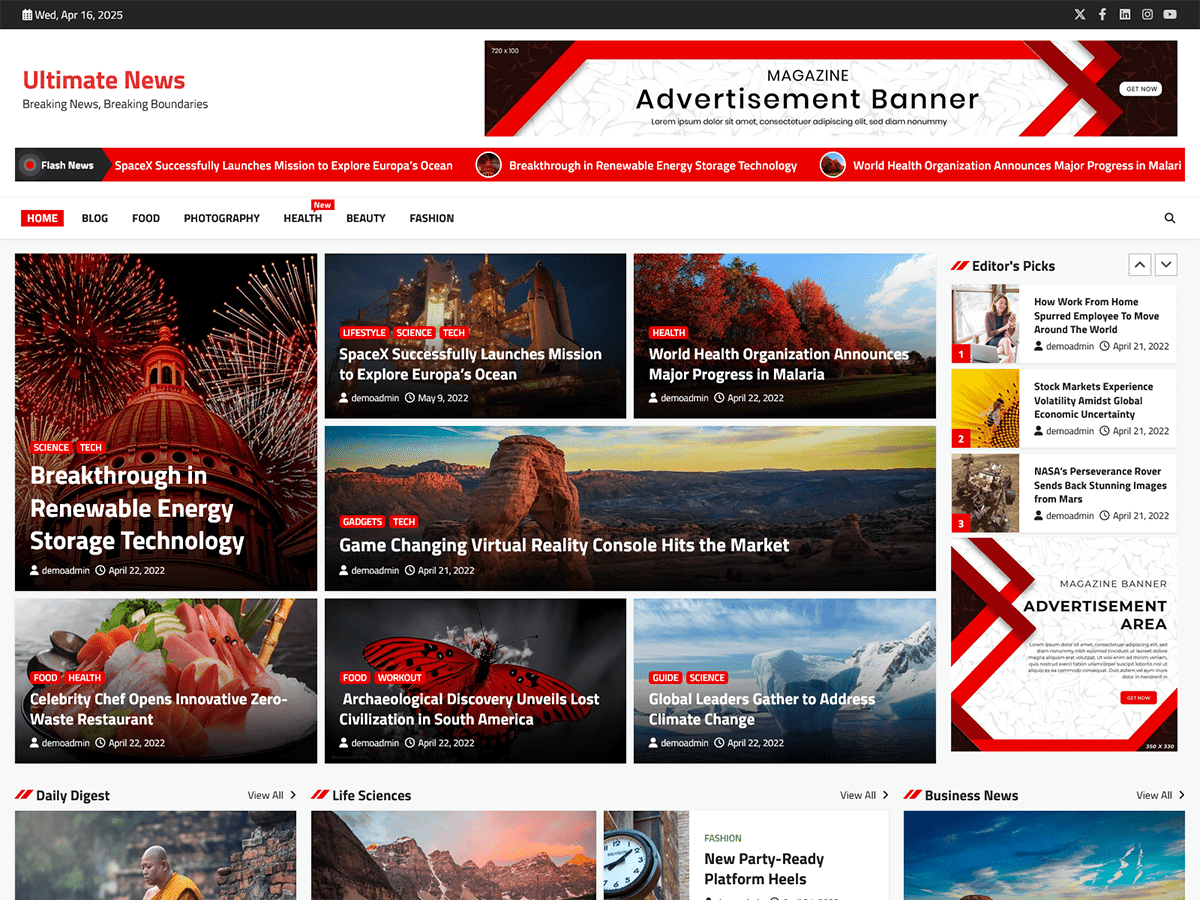 Wed, Apr 16, 2025
Ultimate News
Breaking News, Breaking Boundaries
720 x 100
MAGAZINE
Advertisement Banner
Lorem ipsum dolor sit amet, consectetuer adipiscing elit, sed diam nonummy
GET NOW
Flash News
SpaceX Successfully Launches Mission to Explore Europa's Ocean
Breakthrough in Renewable Energy Storage Technology
World Health Organization Announces Major Progress in Malari
HOME BLOG FOOD PHOTOGRAPHY HEALTH New BEAUTY FASHION
SCIENCE TECH
Breakthrough in
Renewable Energy
Storage Technology
demoadmin April 22, 2022
LIFESTYLE SCIENCE TECH
SpaceX Successfully Launches Mission
to Explore Europa's Ocean
demoadmin May 9, 2022
HEALTH
World Health Organization Announces
Major Progress in Malaria
demoadmin April 22, 2022
GADGETS TECH
Game Changing Virtual Reality Console Hits the Market
demoadmin April 21, 2022
FOOD HEALTH
Celebrity Chef Opens Innovative Zero-
Waste Restaurant
demoadmin April 22, 2022
FOOD WORKOUT
Archaeological Discovery Unveils Lost
Civilization in South America
demoadmin April 22, 2022
GUIDE SCIENCE
Global Leaders Gather to Address
Climate Change
demoadmin April 22, 2022
Editor's Picks
1
How Work From Home
Spurred Employee To Move
Around The World
demoadmin April 21, 2022
2
Stock Markets Experience
Volatility Amidst Global
Economic Uncertainty
demoadmin April 21, 2022
3
NASA's Perseverance Rover
Sends Back Stunning Images
from Mars
demoadmin April 21, 2022
MAGAZINE BANNER
ADVERTISEMENT
AREA
Lorem ipsum dolor sit amet, consectetuer adipiscing elit, sed
diam nonummy nibh euismod tincidunt ut laoreet dolore
magna aliquam erat volutpat. Ut wisi enim ad minim veniam,
quis nostrud exerci tation ullamcorper suscipit lobortis nisl
ut aliquip ex ea commodo consequat. Duis autem vel eum iriure
dolor in hendrerit in
GET NOW
350 X 330
Daily Digest
View All
Life Sciences
View All
Business News
View All
FASHION
New Party-Ready
Platform Heels